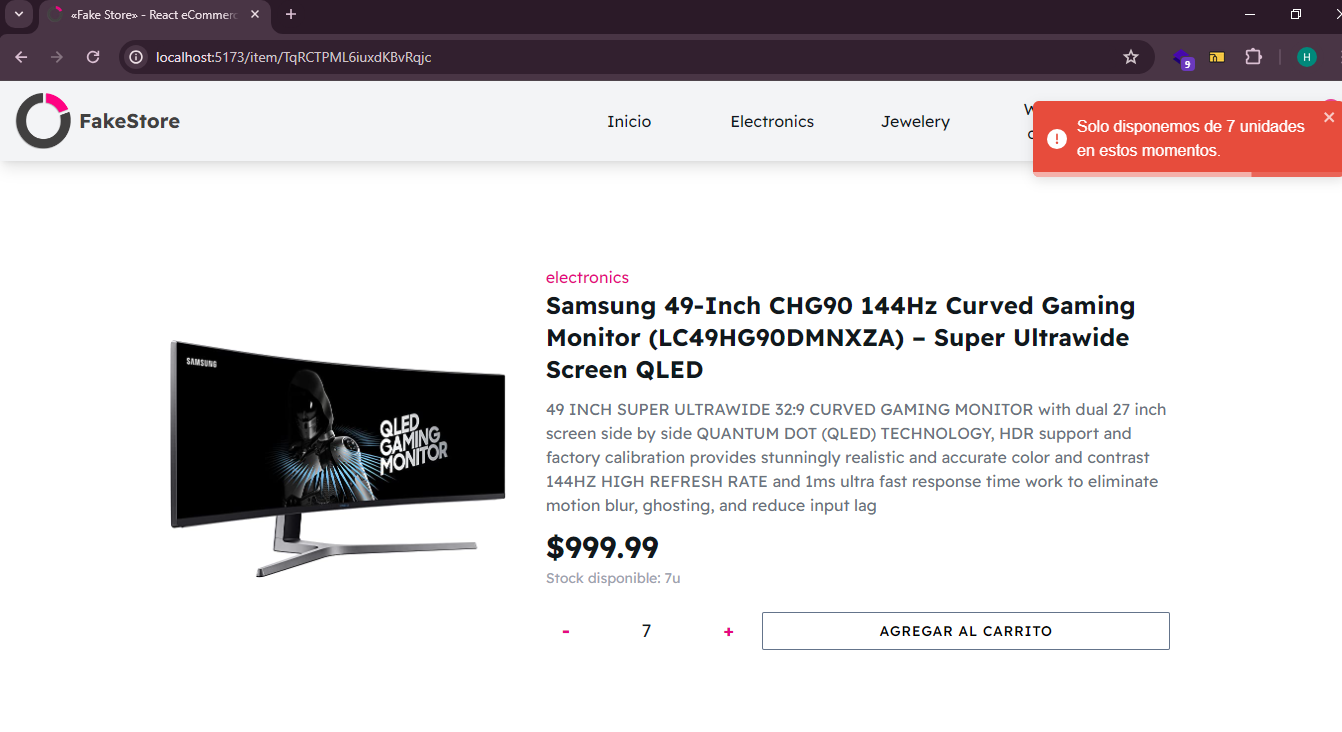 «Fake Store» - React eCommerc
localhost:5173/item/TqRCTPML6iuxdKBvRqjc
9
H
FakeStore
Inicio
Electronics
Jewelery
Solo disponemos de 7 unidades
en estos momentos.
electronics
Samsung 49-Inch CHG90 144Hz Curved Gaming
Monitor (LC49HG90DMNXZA) – Super Ultrawide
Screen QLED
SAMSUNG
QLED
GAMING
MONITOR
49 INCH SUPER ULTRAWIDE 32:9 CURVED GAMING MONITOR with dual 27 inch
screen side by side QUANTUM DOT (QLED) TECHNOLOGY, HDR support and
factory calibration provides stunningly realistic and accurate color and contrast
144HZ HIGH REFRESH RATE and 1ms ultra fast response time work to eliminate
motion blur, ghosting, and reduce input lag
$999.99
Stock disponible: 7u
- 7 +
AGREGAR AL CARRITO